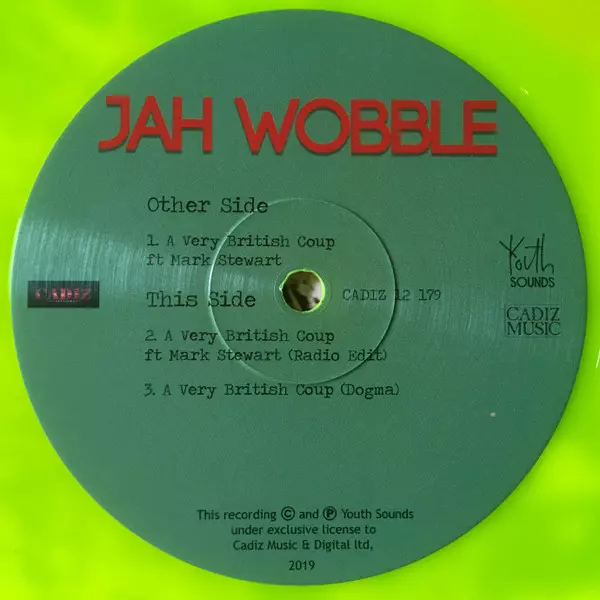 JAH WOBBLE
Other Side
1. A Very British Coup
ft Mark Stewart
CADIZ
This Side
CADIZ 12 179
2. A Very British Coup
ft Mark Stewart (Radio Edit)
3. A Very British Coup (Dogma)
Youth
SOUNDS
CADIZ
MUSIC
This recording © and ℗ Youth Sounds
under exclusive license to
Cadiz Music & Digital ltd,
2019